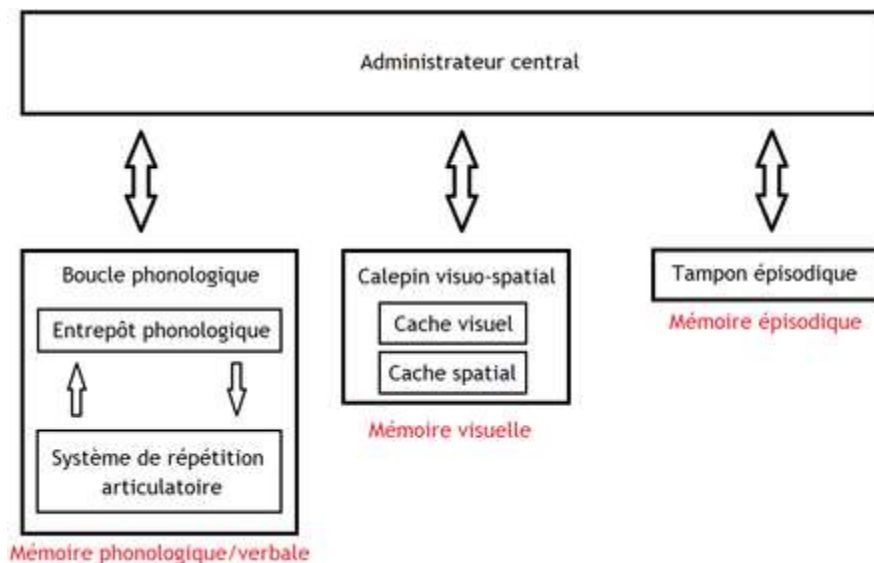 Administrateur central
Boucle phonologique
Entrepôt phonologique
Système de répétition
articulatoire
Mémoire phonologique/verbale
Calepin visuo-spatial
Cache visuel
Cache spatial
Mémoire visuelle
Tampon épisodique
Mémoire épisodique